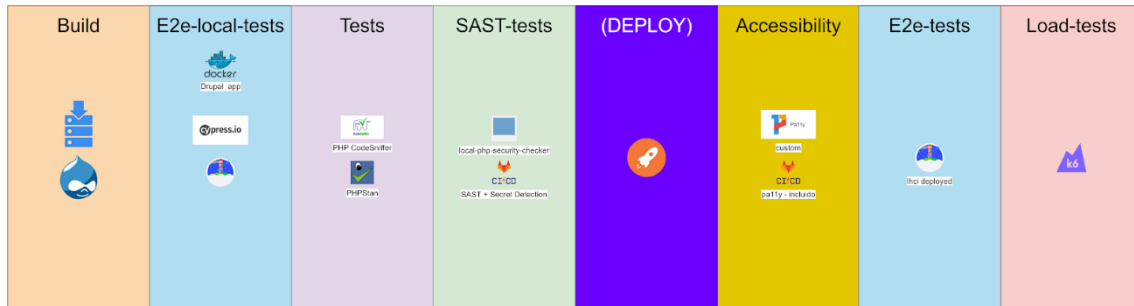 Build
E2e-local-tests
Tests
SAST-tests
(DEPLOY)
Accessibility
E2e-tests
Load-tests
docker
Drupal app
cypress.io
PHP CodeSniffer
PHPStan
local-php-security-checker
CI/CD
SAST + Secret Detection
Pa11y
custom
CI/CD
pa11y - incluido
lhci deployed
k6